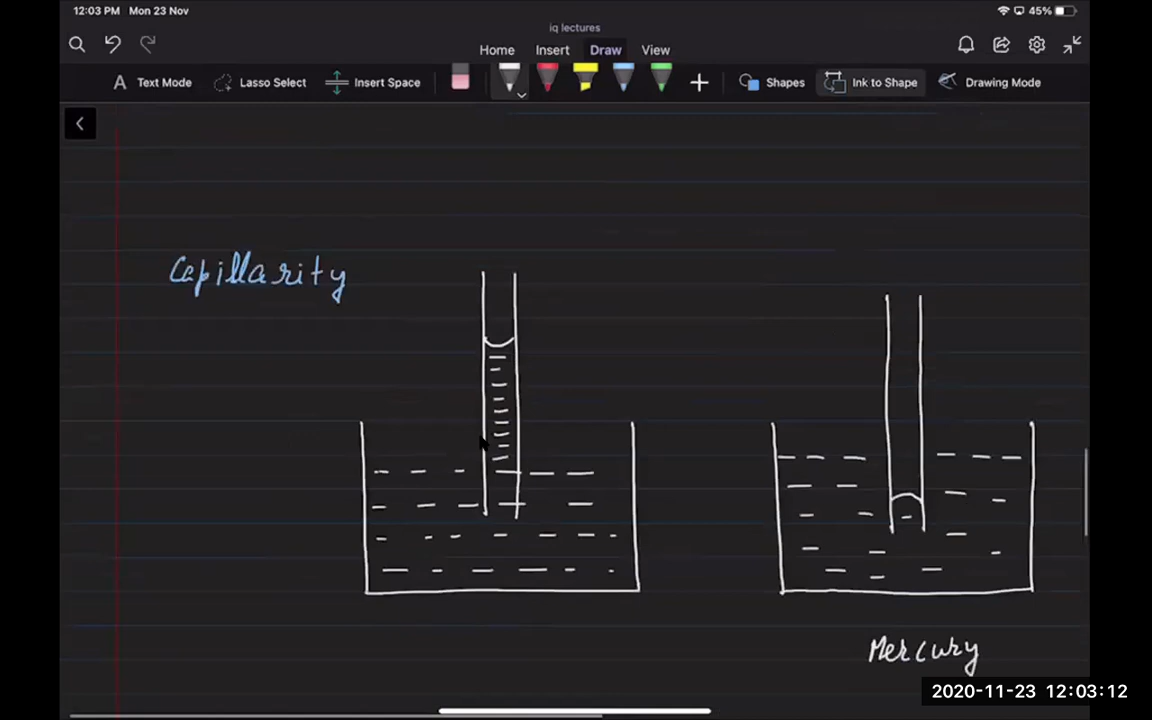 12:03 PM Mon 23 Nov
45%
iq lectures
Home Insert Draw View
A Text Mode Lasso Select Insert Space Shapes Ink to Shape Drawing Mode
Capillarity
Mercury
2020-11-23 12:03:12